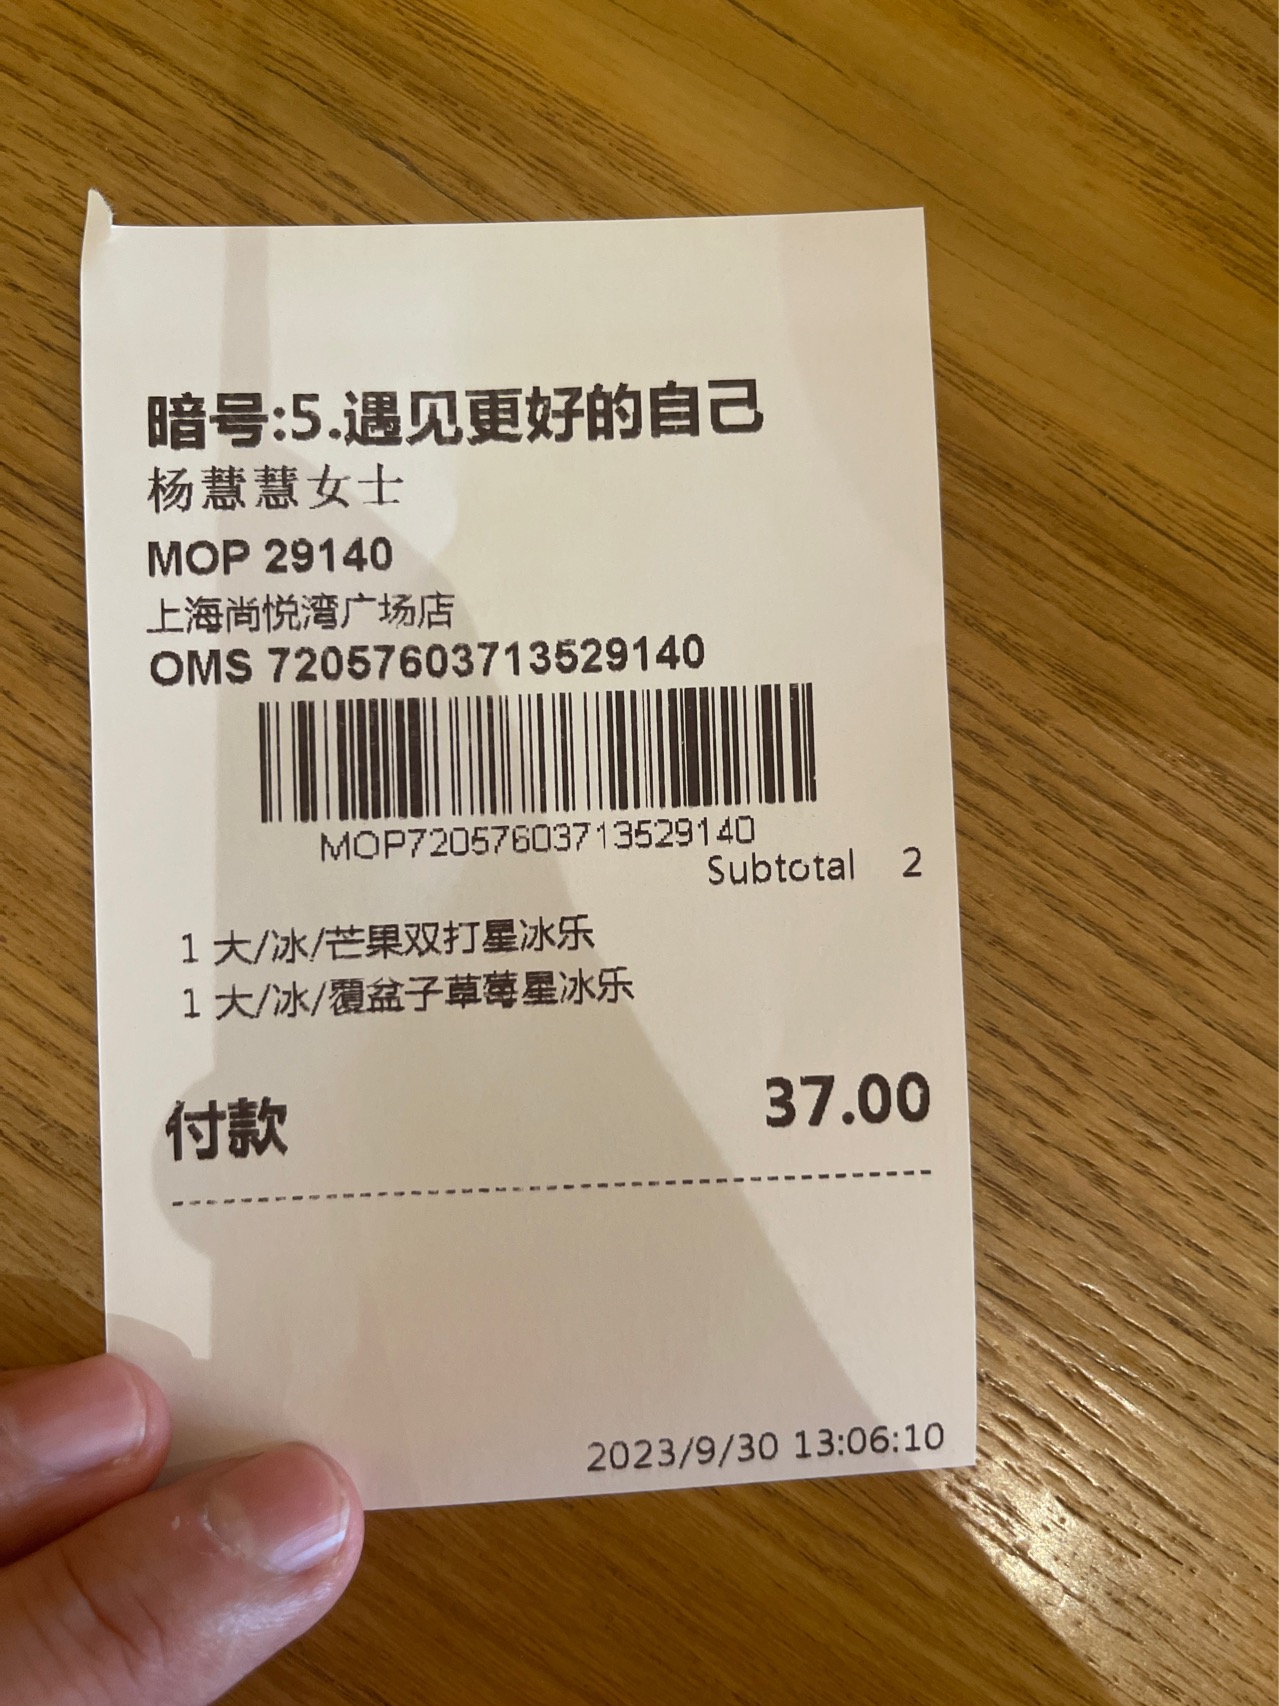 暗号:5.遇见更好的自己
杨慧慧女士
MOP 29140
上海尚悦湾广场店
OMS 72057603713529140
MOP72057603713529140
Subtotal 2
1 大/冰/芒果双打星冰乐
1 大/冰/覆盆子草莓星冰乐
付款 37.00
2023/9/30 13:06:10